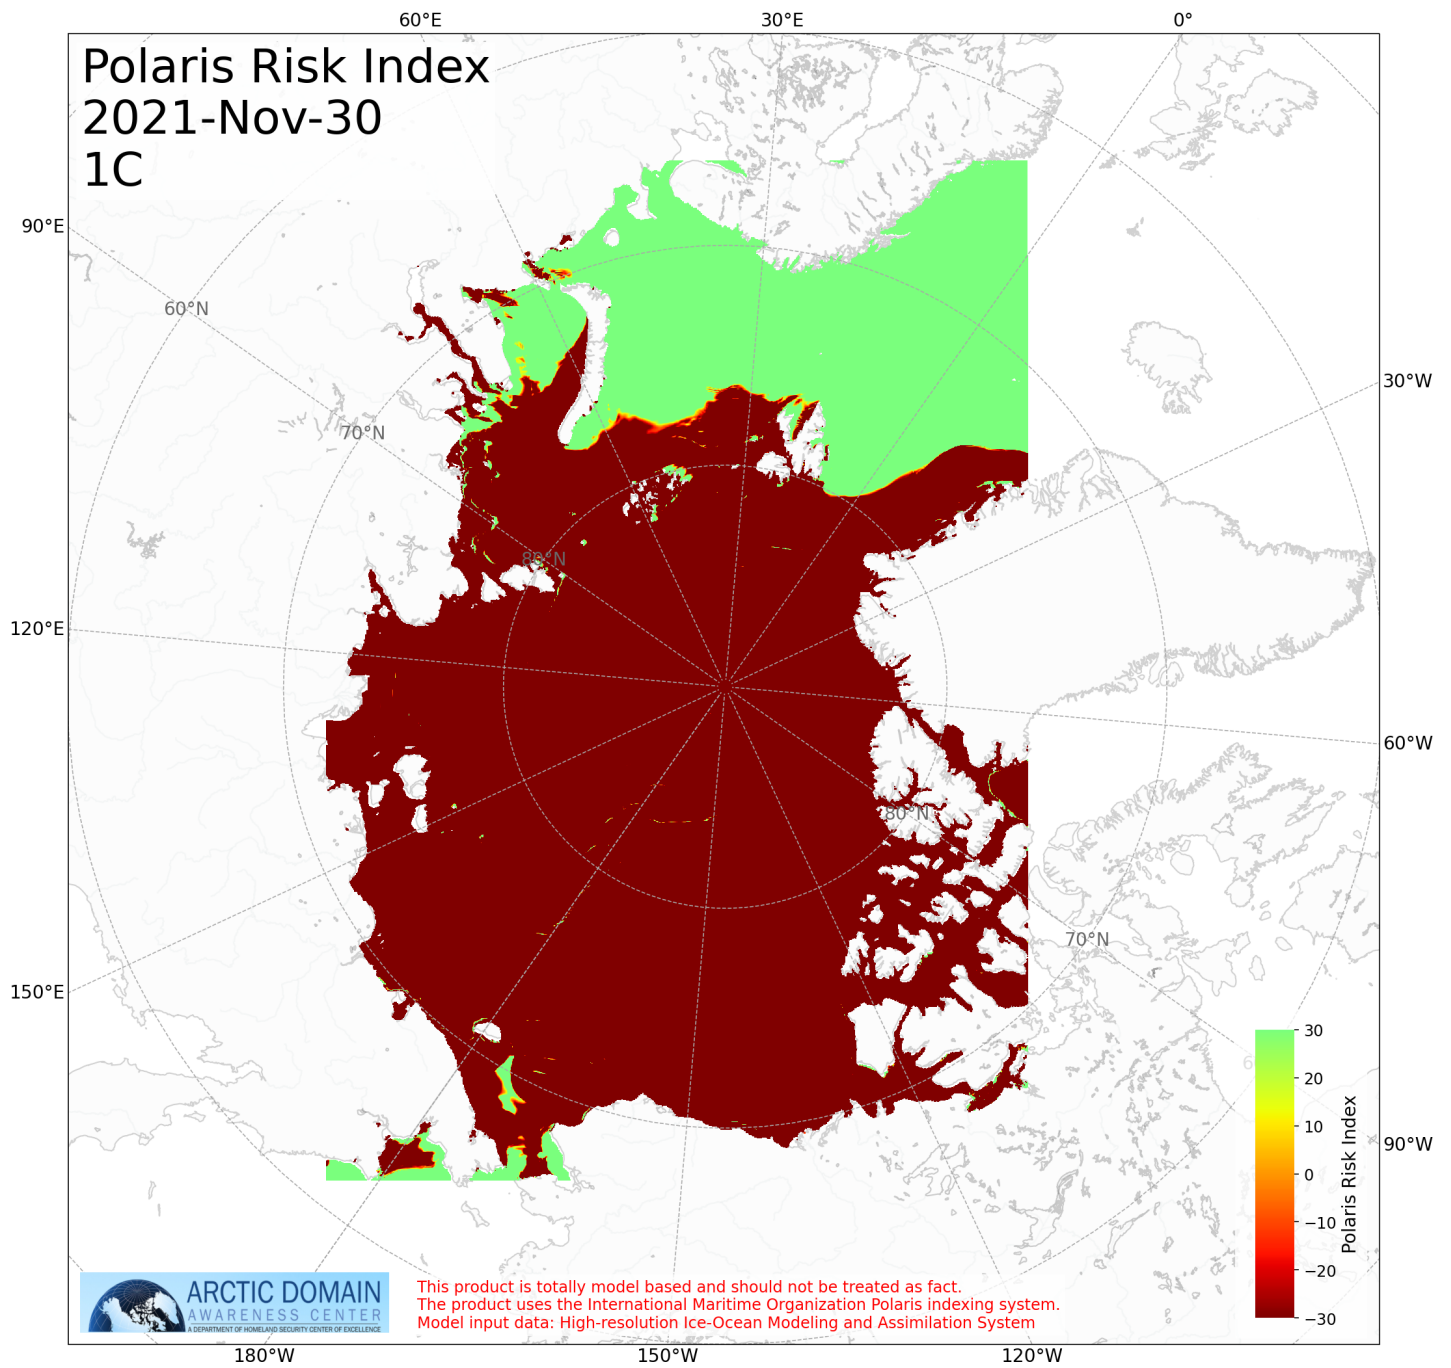 60°E 30°E 0°
Polaris Risk Index
2021-Nov-30
1C
90°E
60°N
30°W
70°N
80°N
120°E
60°W
80°N
70°N
150°E
30
20
10
0
−10
−20
−30
Polaris Risk Index
90°W
ARCTIC DOMAIN
AWARENESS CENTER
A DEPARTMENT OF HOMELAND SECURITY CENTER OF EXCELLENCE
This product is totally model based and should not be treated as fact.
The product uses the International Maritime Organization Polaris indexing system.
Model input data: High-resolution Ice-Ocean Modeling and Assimilation System
180°W 150°W 120°W